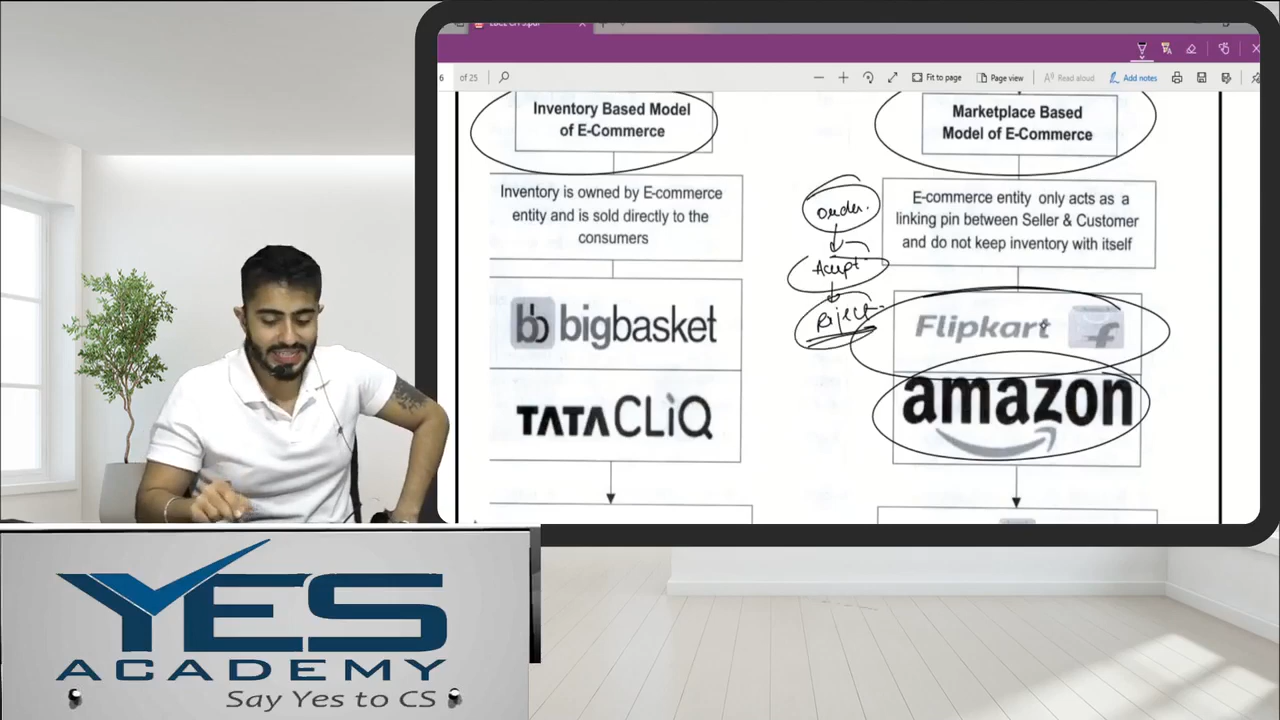 6 of 25
Fit to page
Page view
Read aloud
Add notes
Inventory Based Model
of E-Commerce
Inventory is owned by E-commerce
entity and is sold directly to the
consumers
bb bigbasket
TATA CLiQ
Marketplace Based
Model of E-Commerce
E-commerce entity only acts as a
linking pin between Seller & Customer
and do not keep inventory with itself
order.
Accept
Reject
Flipkart
amazon
YES
ACADEMY
Say Yes to CS